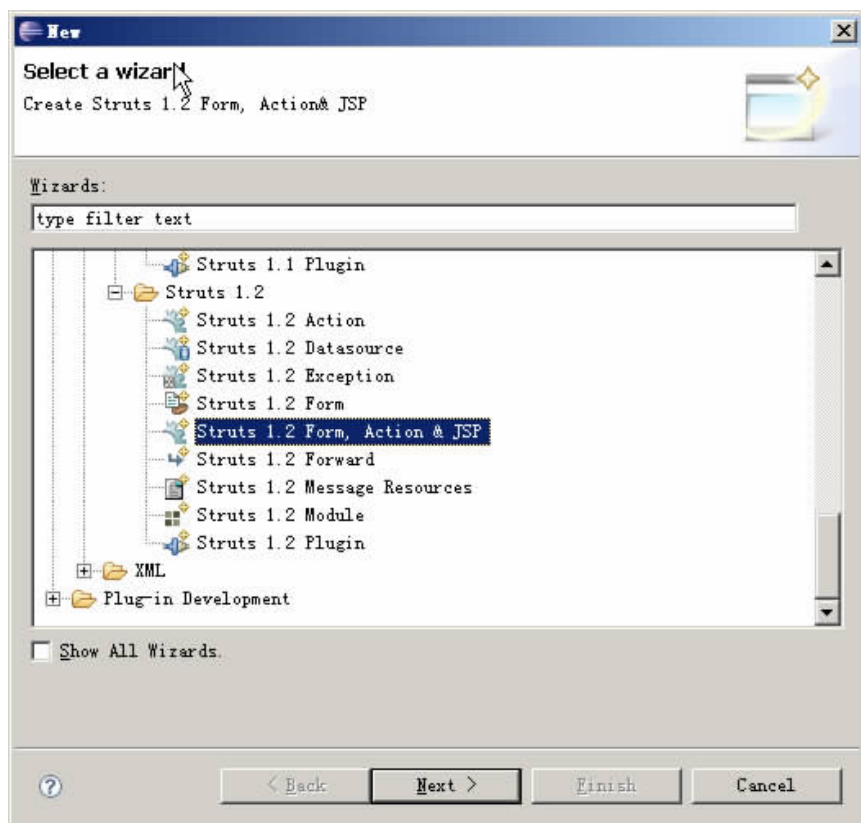 New
Select a wizard
Create Struts 1.2 Form, Action& JSP
Wizards:
type filter text
Struts 1.1 Plugin
Struts 1.2
Struts 1.2 Action
Struts 1.2 Datasource
Struts 1.2 Exception
Struts 1.2 Form
Struts 1.2 Form, Action & JSP
Struts 1.2 Forward
Struts 1.2 Message Resources
Struts 1.2 Module
Struts 1.2 Plugin
XML
Plug-in Development
Show All Wizards.
< Back Next > Finish Cancel